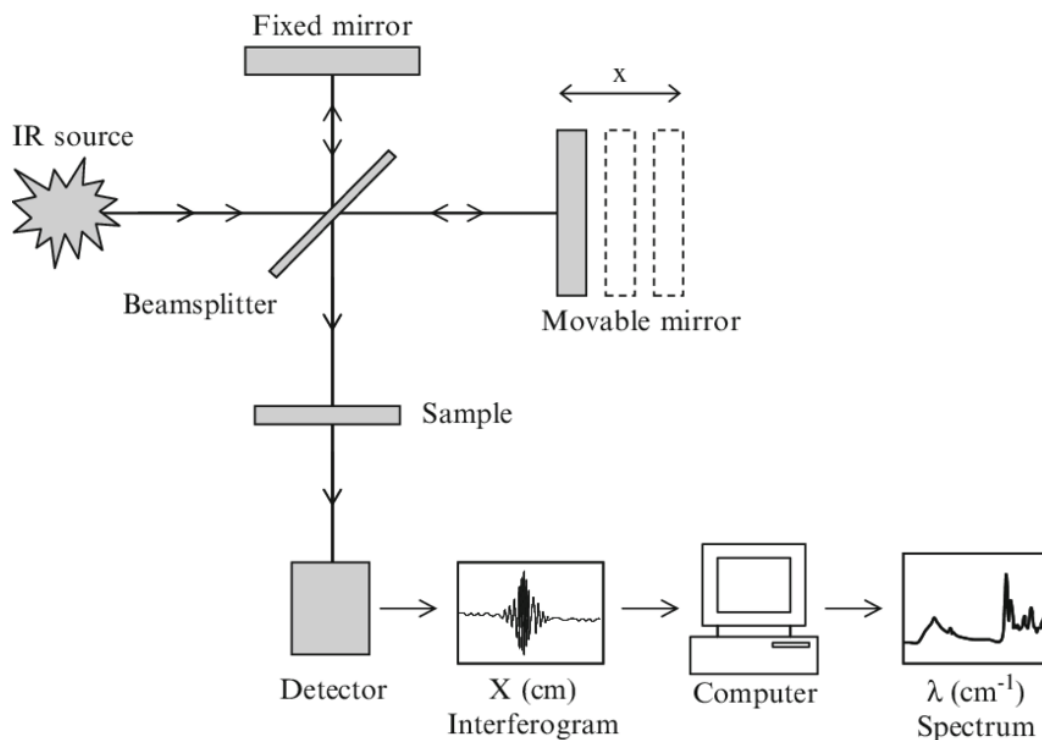 Fixed mirror
x
IR source
Beamsplitter
Movable mirror
Sample
Detector
X (cm)
Interferogram
Computer
λ (cm⁻¹)
Spectrum